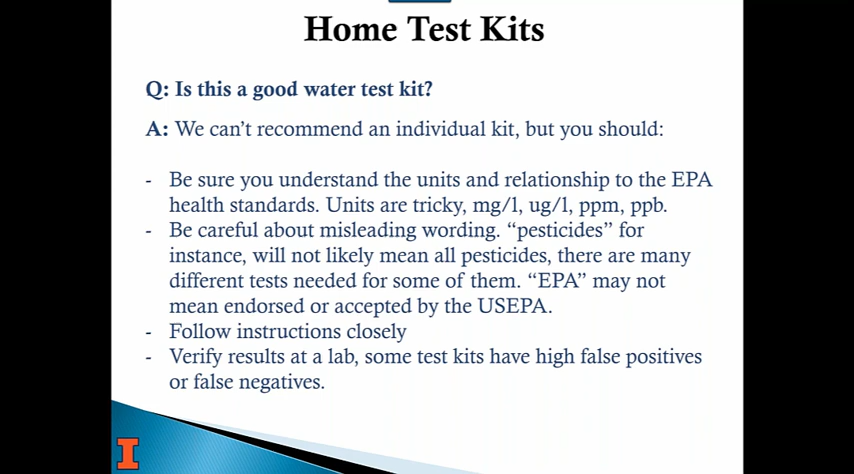 Home Test Kits
Q: Is this a good water test kit?
A: We can't recommend an individual kit, but you should:
- Be sure you understand the units and relationship to the EPA
health standards. Units are tricky, mg/l, ug/l, ppm, ppb.
- Be careful about misleading wording. “pesticides” for
instance, will not likely mean all pesticides, there are many
different tests needed for some of them. “EPA” may not
mean endorsed or accepted by the USEPA.
- Follow instructions closely
- Verify results at a lab, some test kits have high false positives
or false negatives.
I